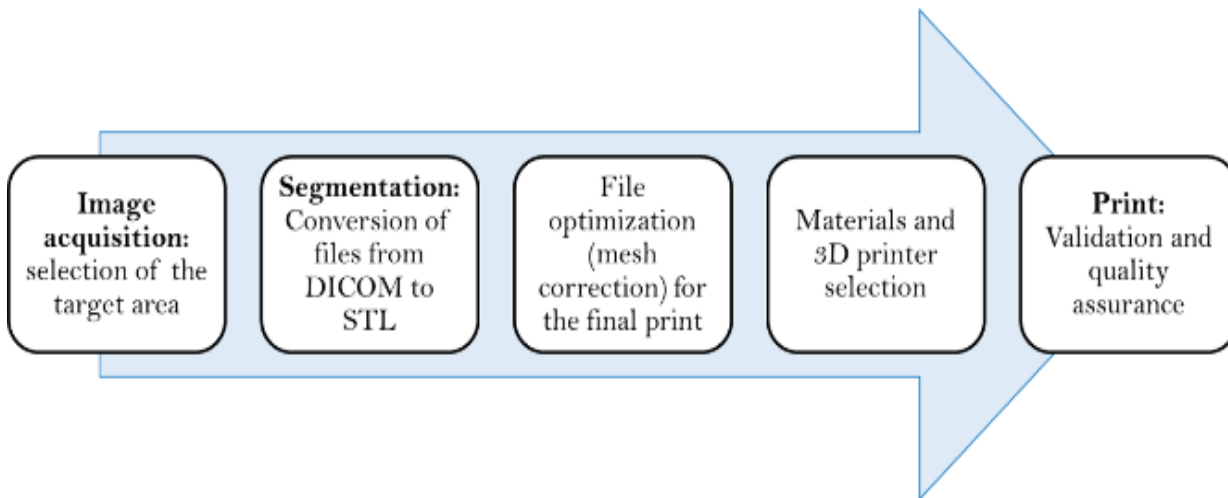 Image
acquisition:
selection of the
target area
Segmentation:
Conversion of
files from
DICOM to
STL
File
optimization
(mesh
correction) for
the final print
Materials and
3D printer
selection
Print:
Validation and
quality
assurance